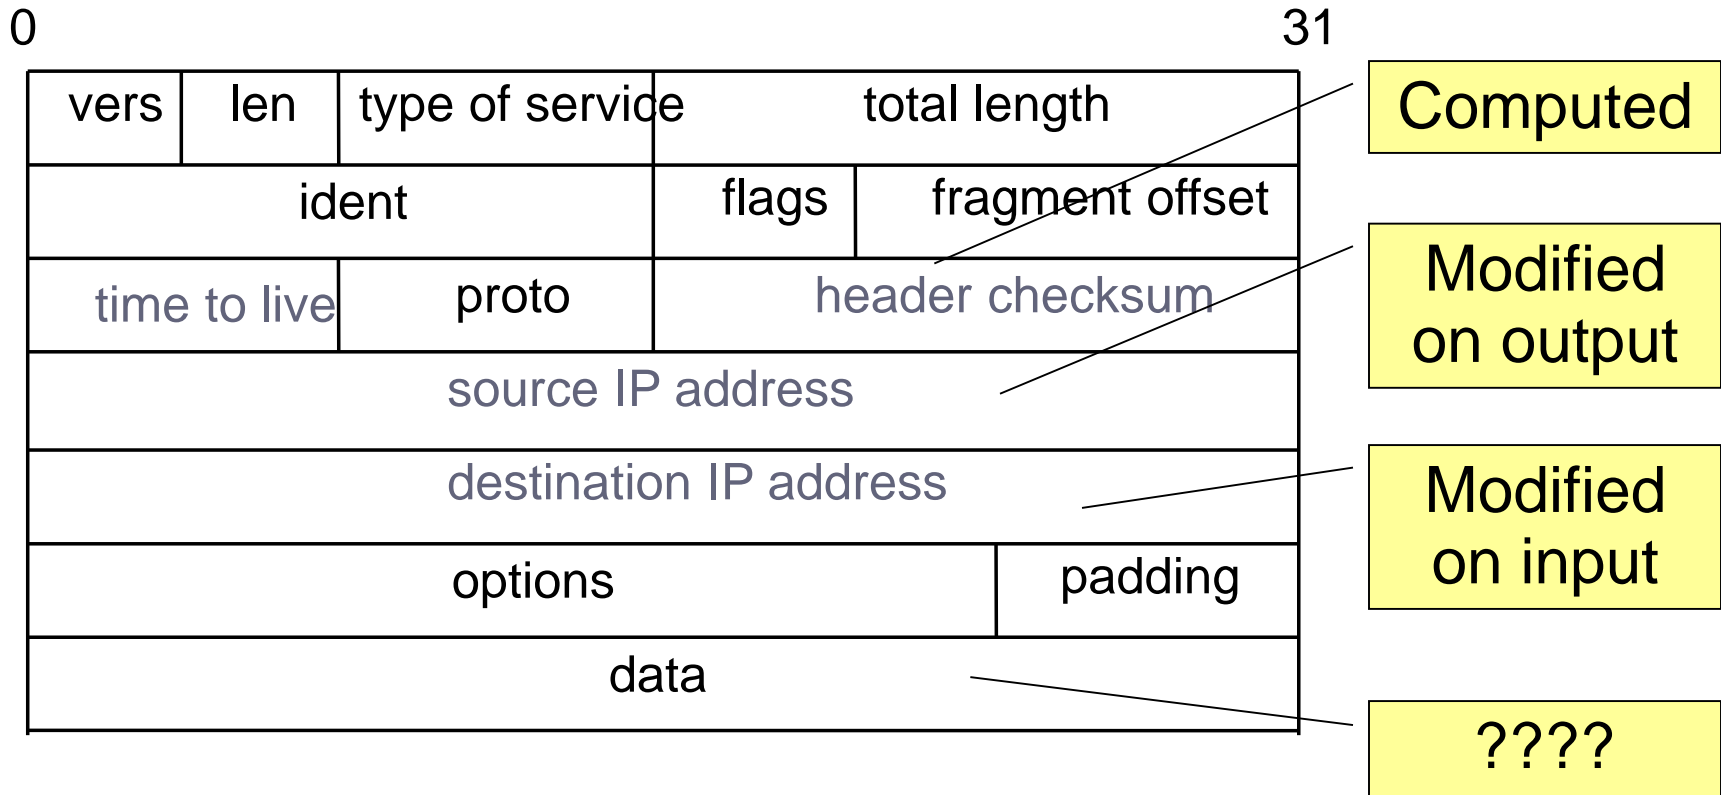 0 31
vers len type of service total length
Computed
ident flags fragment offset
time to live proto header checksum
Modified
on output
source IP address
destination IP address
Modified
on input
options padding
data
????